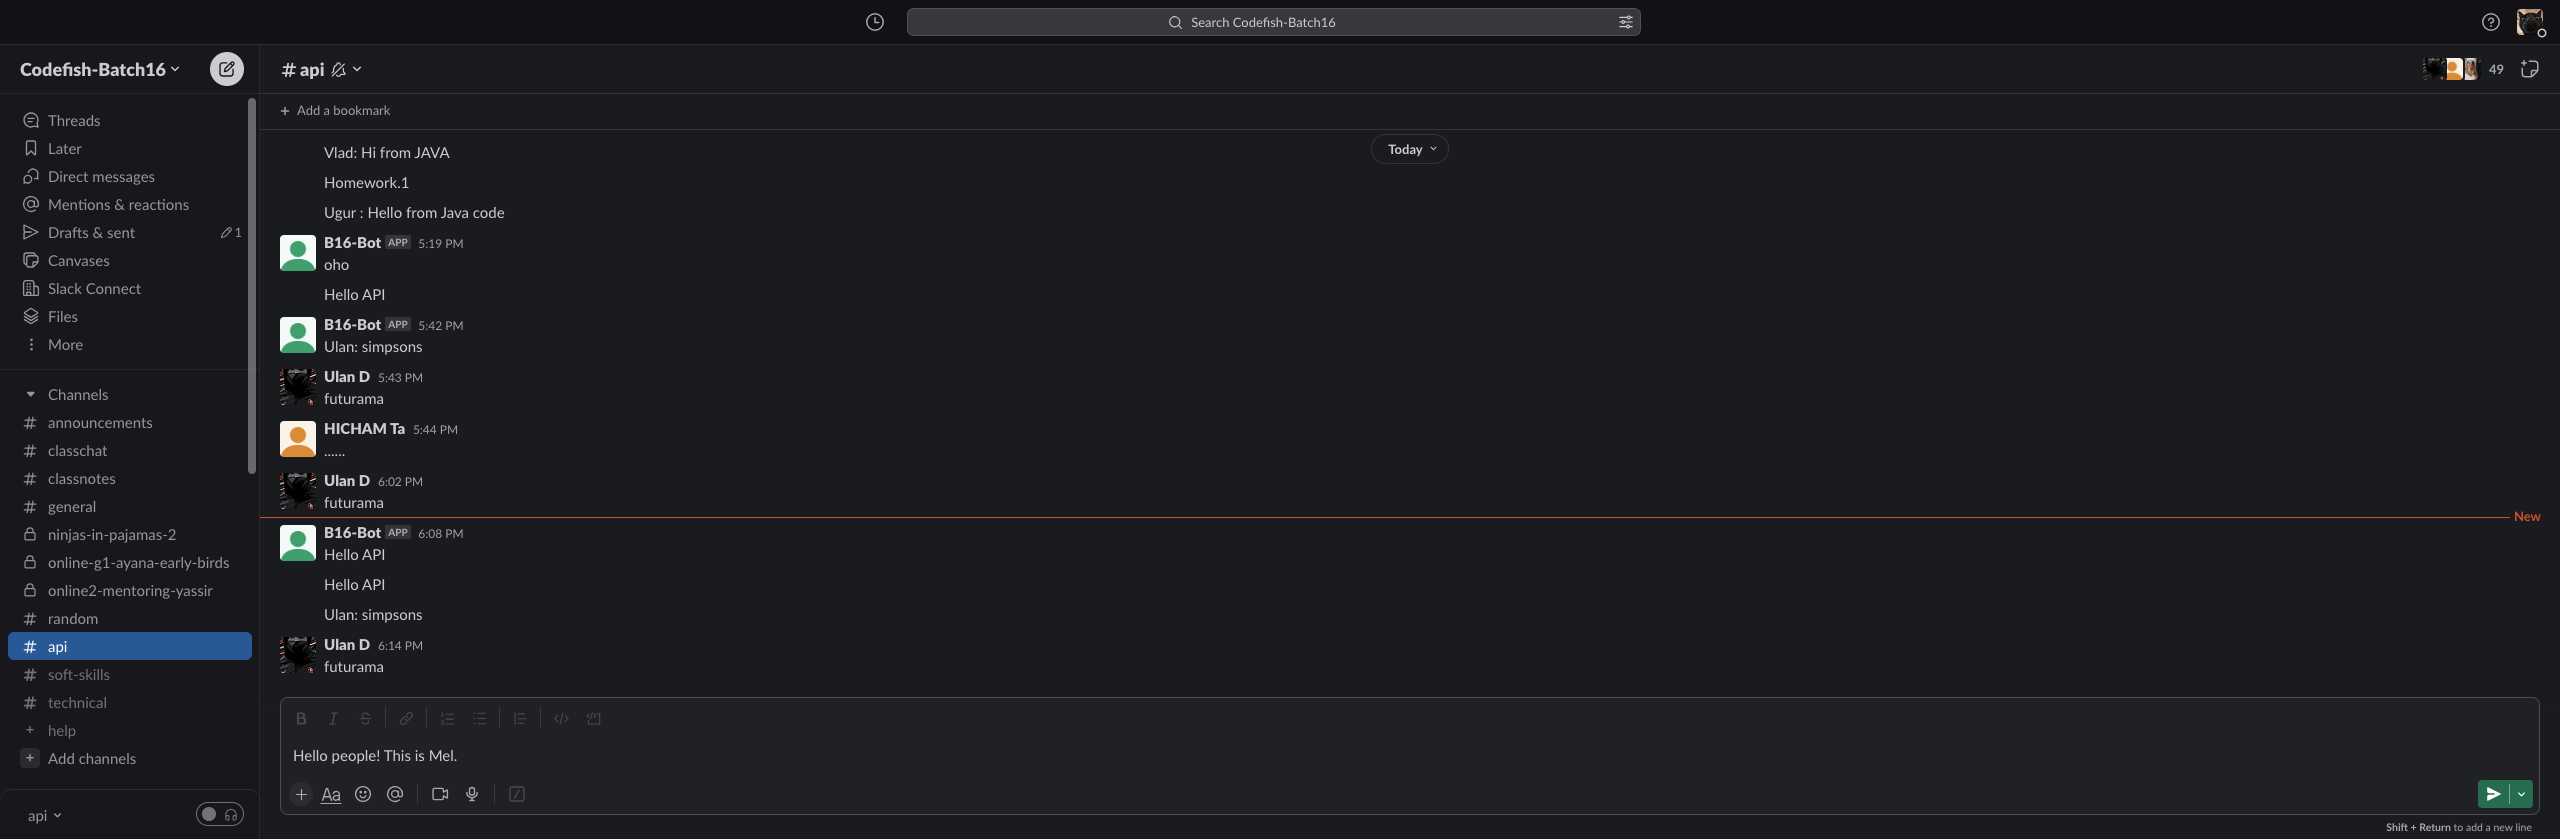 Search Codefish-Batch16
Codefish-Batch16
Threads
Later
Direct messages
Mentions & reactions
Drafts & sent 1
Canvases
Slack Connect
Files
More
Channels
# announcements
# classchat
# classnotes
# general
ninjas-in-pajamas-2
online-g1-ayana-early-birds
online2-mentoring-yassir
# random
# api
# soft-skills
# technical
+ help
+ Add channels
api
# api
49
+ Add a bookmark
Today
Vlad: Hi from JAVA
Homework.1
Ugur : Hello from Java code
B16-Bot APP 5:19 PM
oho
Hello API
B16-Bot APP 5:42 PM
Ulan: simpsons
Ulan D 5:43 PM
futurama
HICHAM Ta 5:44 PM
......
Ulan D 6:02 PM
futurama
New
B16-Bot APP 6:08 PM
Hello API
Hello API
Ulan: simpsons
Ulan D 6:14 PM
futurama
B I S
Hello people! This is Mel.
+ Aa @
Shift + Return to add a new line